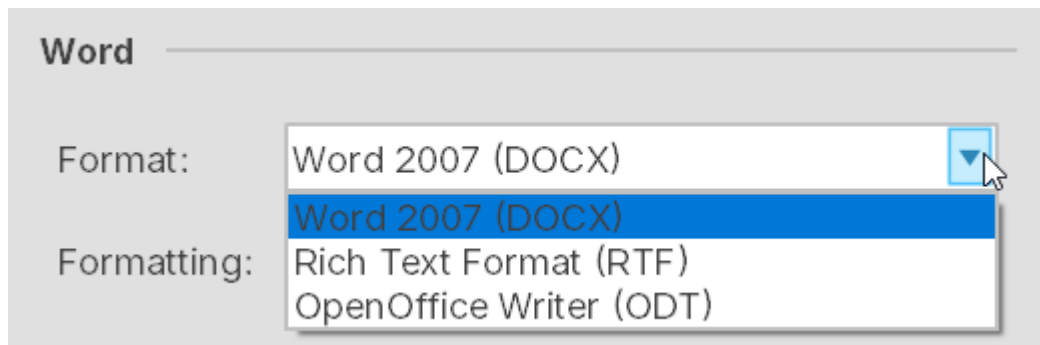 Word
Format: Word 2007 (DOCX)
Word 2007 (DOCX)
Formatting: Rich Text Format (RTF)
OpenOffice Writer (ODT)